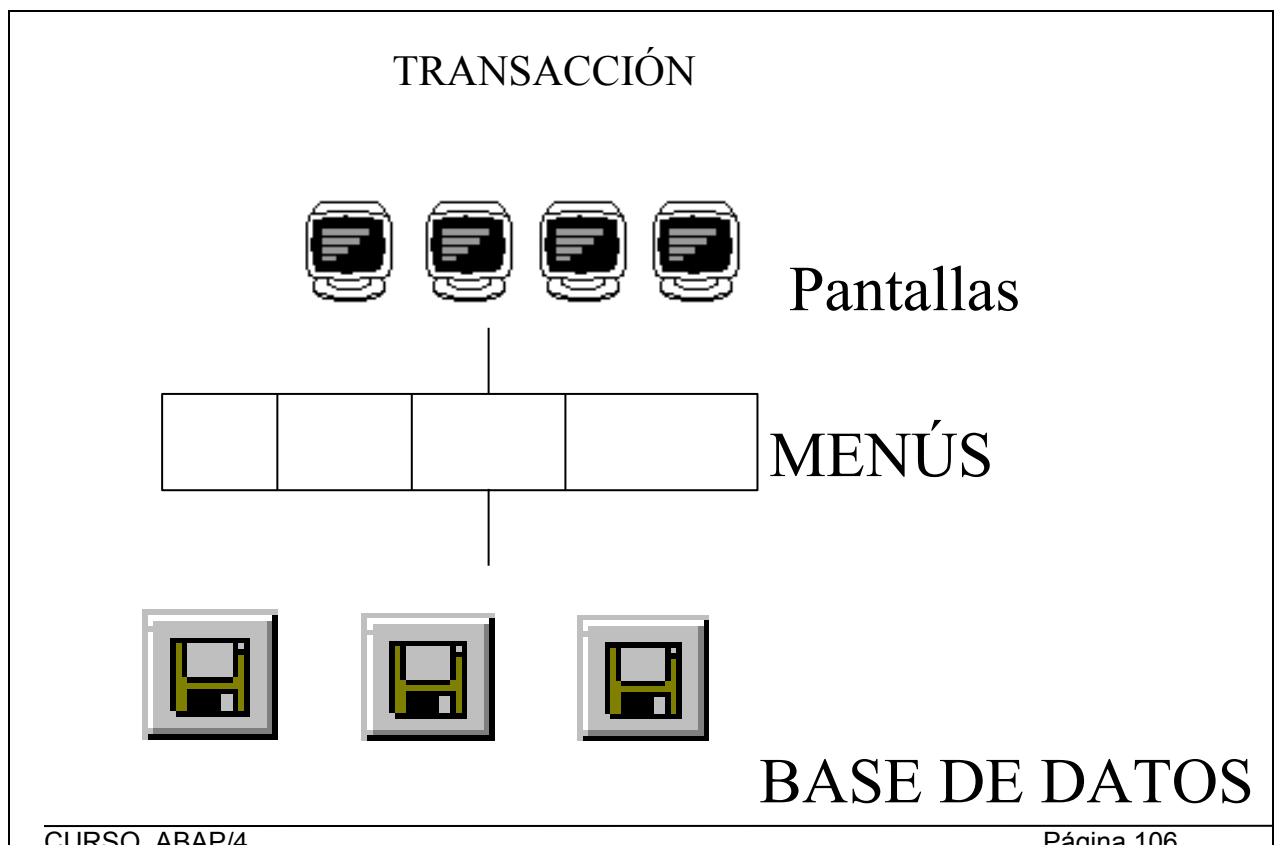 TRANSACCIÓN
Pantallas
MENÚS
BASE DE DATOS
CURSO ABAP/4 Página 106